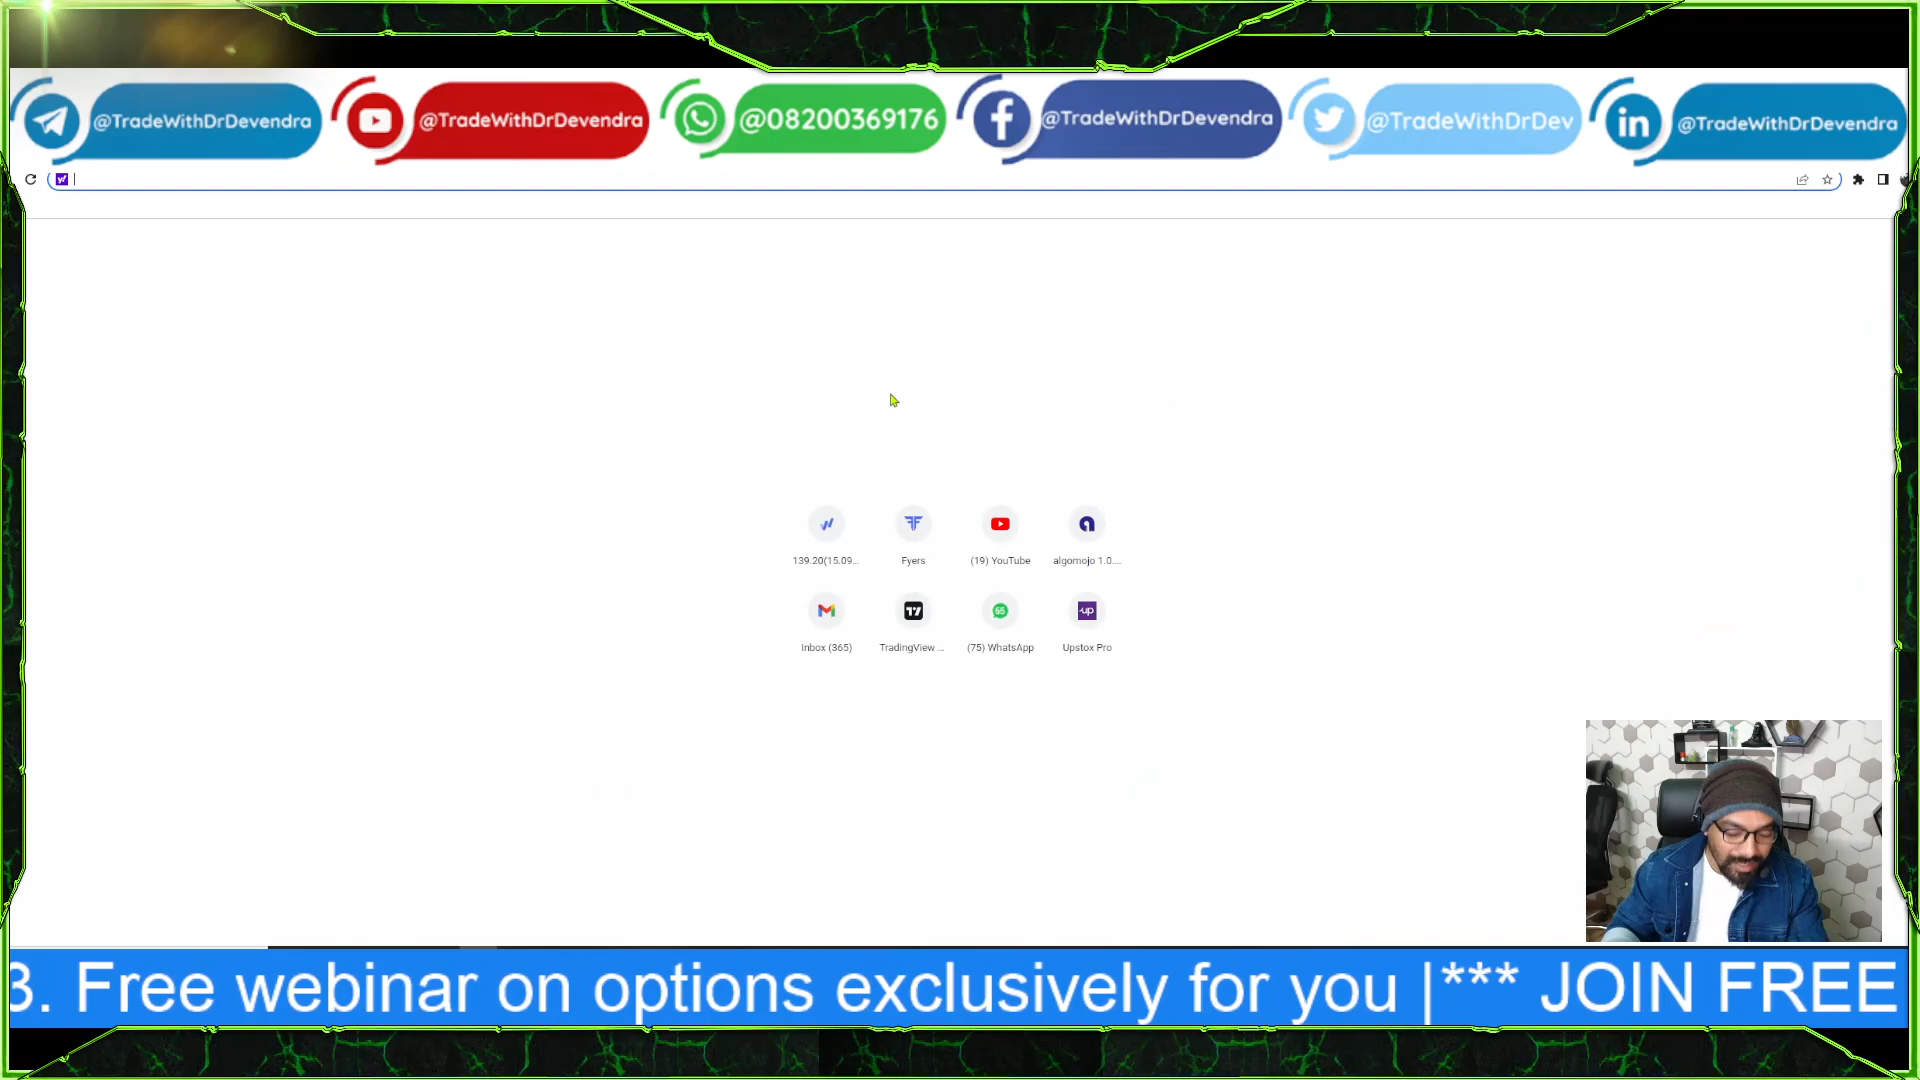 @TradeWithDrDevendra
@TradeWithDrDevendra
@08200369176
@TradeWithDrDevendra
@TradeWithDrDev
@TradeWithDrDevendra
139.20(15.09...
Fyers
(19) YouTube
algomojo 1.0....
Inbox (365)
TradingView ...
(75) WhatsApp
Upstox Pro
3. Free webinar on options exclusively for you |*** JOIN FREE